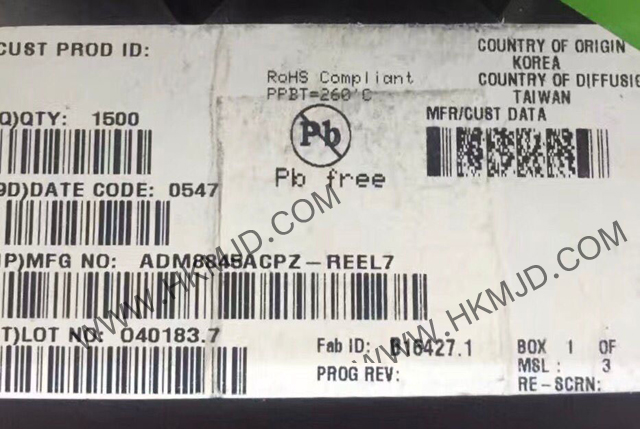 CUST PROD ID:
Q)QTY: 1500
9D)DATE CODE: 0547
1P)MFG NO: ADM8845ACPZ-REEL7
T)LOT NO: 040183.7
RoHS Compliant
PPBT=260°C
Pb
Pb free
COUNTRY OF ORIGIN
KOREA
COUNTRY OF DIFFUSIO
TAIWAN
MFR/CUST DATA
Fab ID: B16427.1
PROG REV:
BOX 1 OF
MSL: 3
RE-SCRN:
WWW.HKMJD.COM
WWW.HKMJD.COM